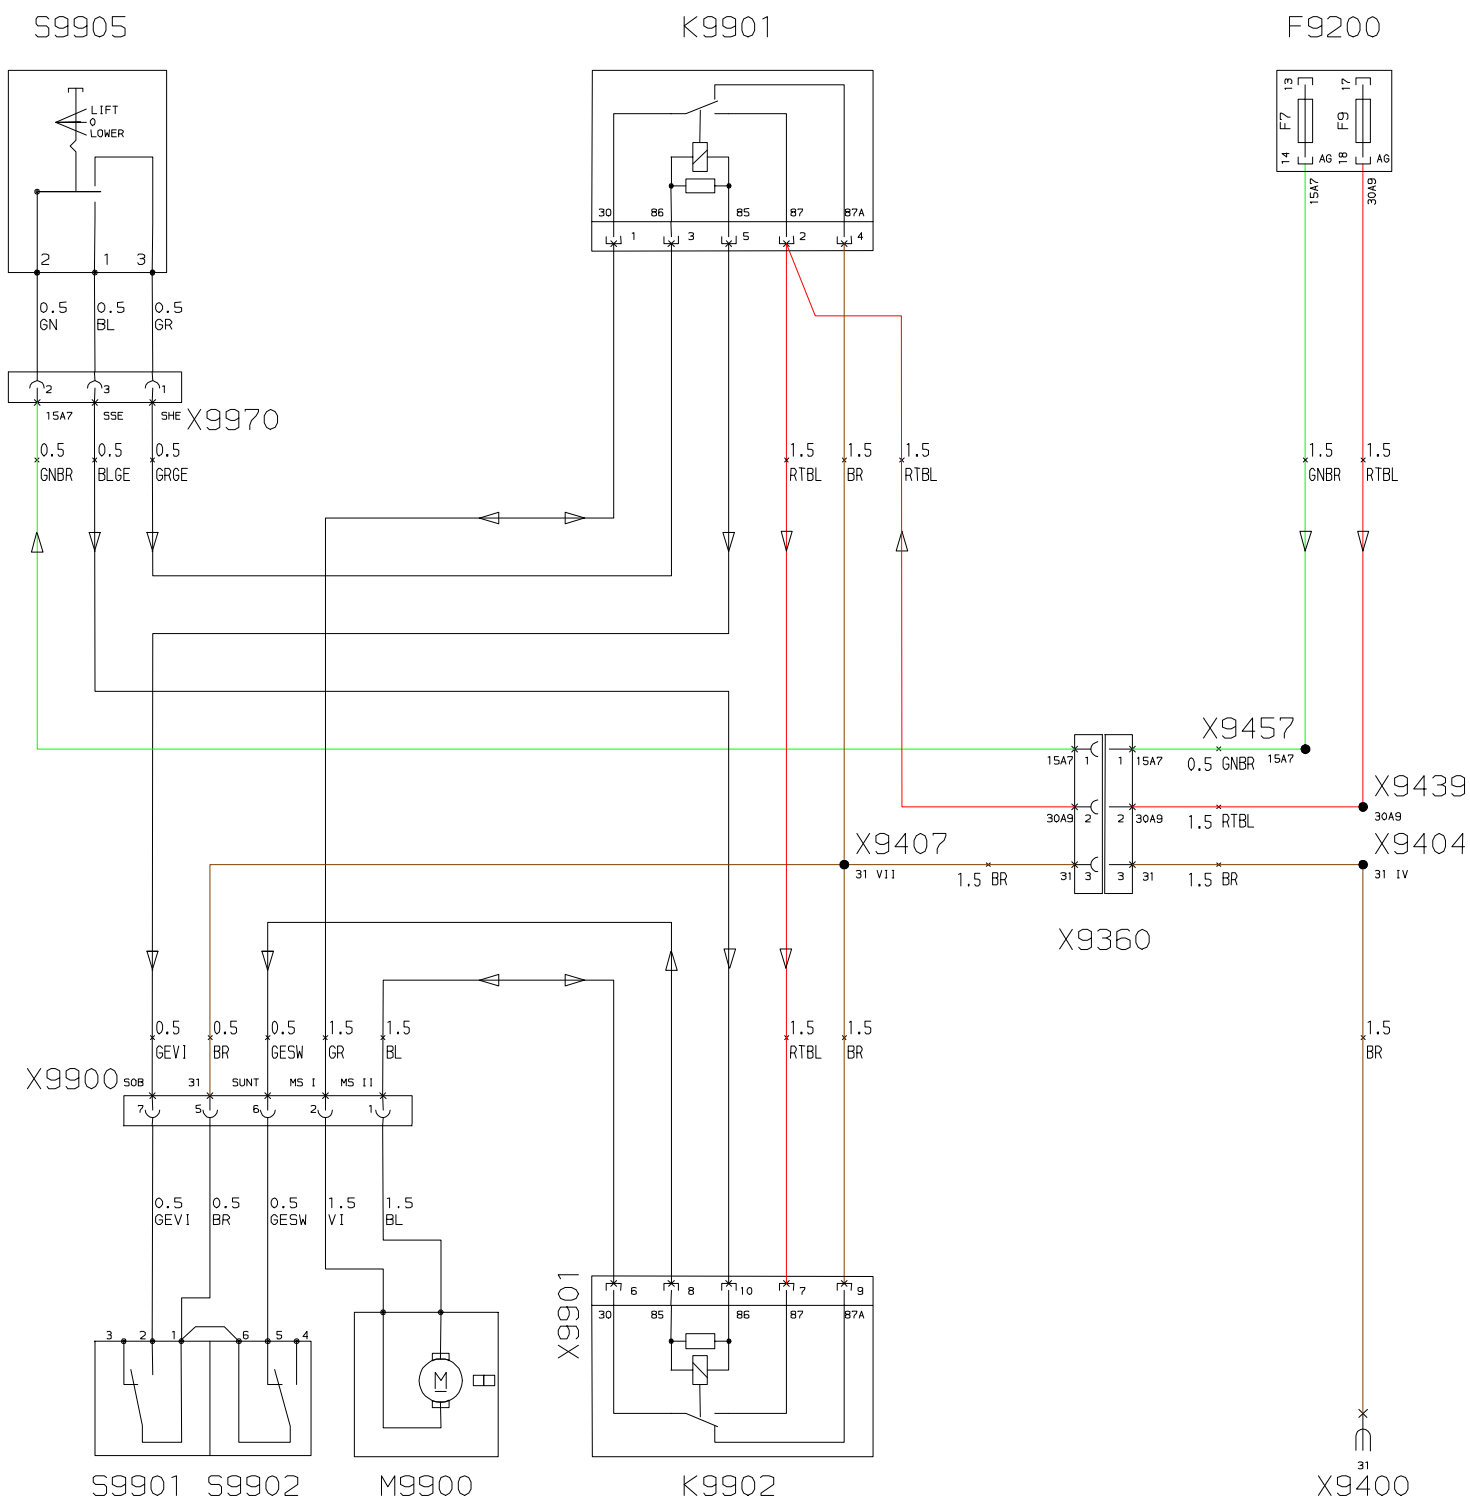 S9905 K9901 F9200
LIFT
0
LOWER
13 17
F7 F9
14 AG 18 AG
15A7 30A9
30 86 85 87 87A
1 3 5 2 4
2 1 3
0.5 0.5 0.5
GN BL GR
2 3 1
15A7 SSE SHE X9970
0.5 0.5 0.5 1.5 1.5 1.5 1.5 1.5
GNBR BLGE GRGE RTBL BR RTBL GNBR RTBL
X9457
15A7 1 1 15A7 0.5 GNBR 15A7
X9439
30A9 2 2 30A9 1.5 RTBL 30A9
X9407 X9404
31 VII 1.5 BR 31 3 3 31 1.5 BR 31 IV
X9360
0.5 0.5 0.5 1.5 1.5 1.5 1.5 1.5
GEVI BR GESW GR BL RTBL BR BR
X9900 SOB 31 SUNT MS I MS II
7 5 6 2 1
0.5 0.5 0.5 1.5 1.5
GEVI BR GESW VI BL
X9901
6 8 10 7 9
30 85 86 87 87A
3 2 1 6 5 4
M
31
S9901 S9902 M9900 K9902 X9400